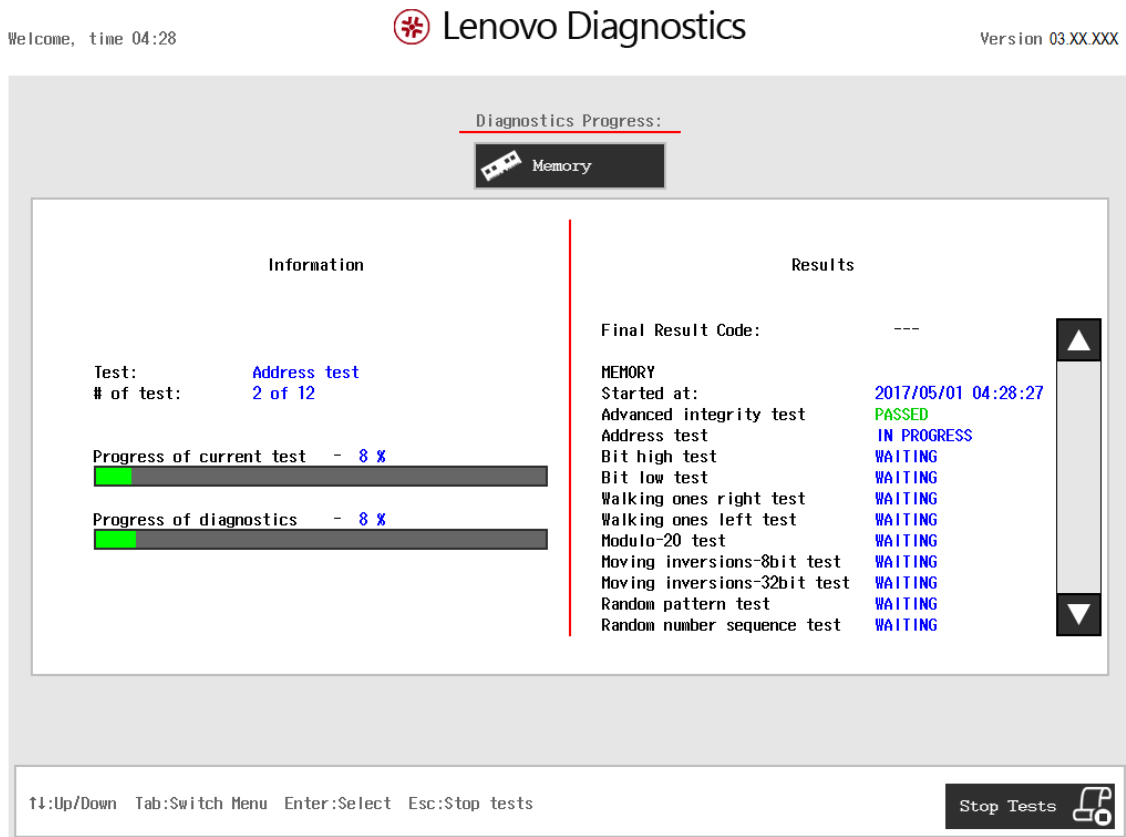 Welcome, time 04:28
Lenovo Diagnostics
Version 03.XX.XXX
Diagnostics Progress:
Memory
Information
Test: Address test
# of test: 2 of 12
Progress of current test - 8 %
Progress of diagnostics - 8 %
Results
Final Result Code: ---
MEMORY
Started at: 2017/05/01 04:28:27
Advanced integrity test PASSED
Address test IN PROGRESS
Bit high test WAITING
Bit low test WAITING
Walking ones right test WAITING
Walking ones left test WAITING
Modulo-20 test WAITING
Moving inversions-8bit test WAITING
Moving inversions-32bit test WAITING
Random pattern test WAITING
Random number sequence test WAITING
↑↓:Up/Down Tab:Switch Menu Enter:Select Esc:Stop tests
Stop Tests